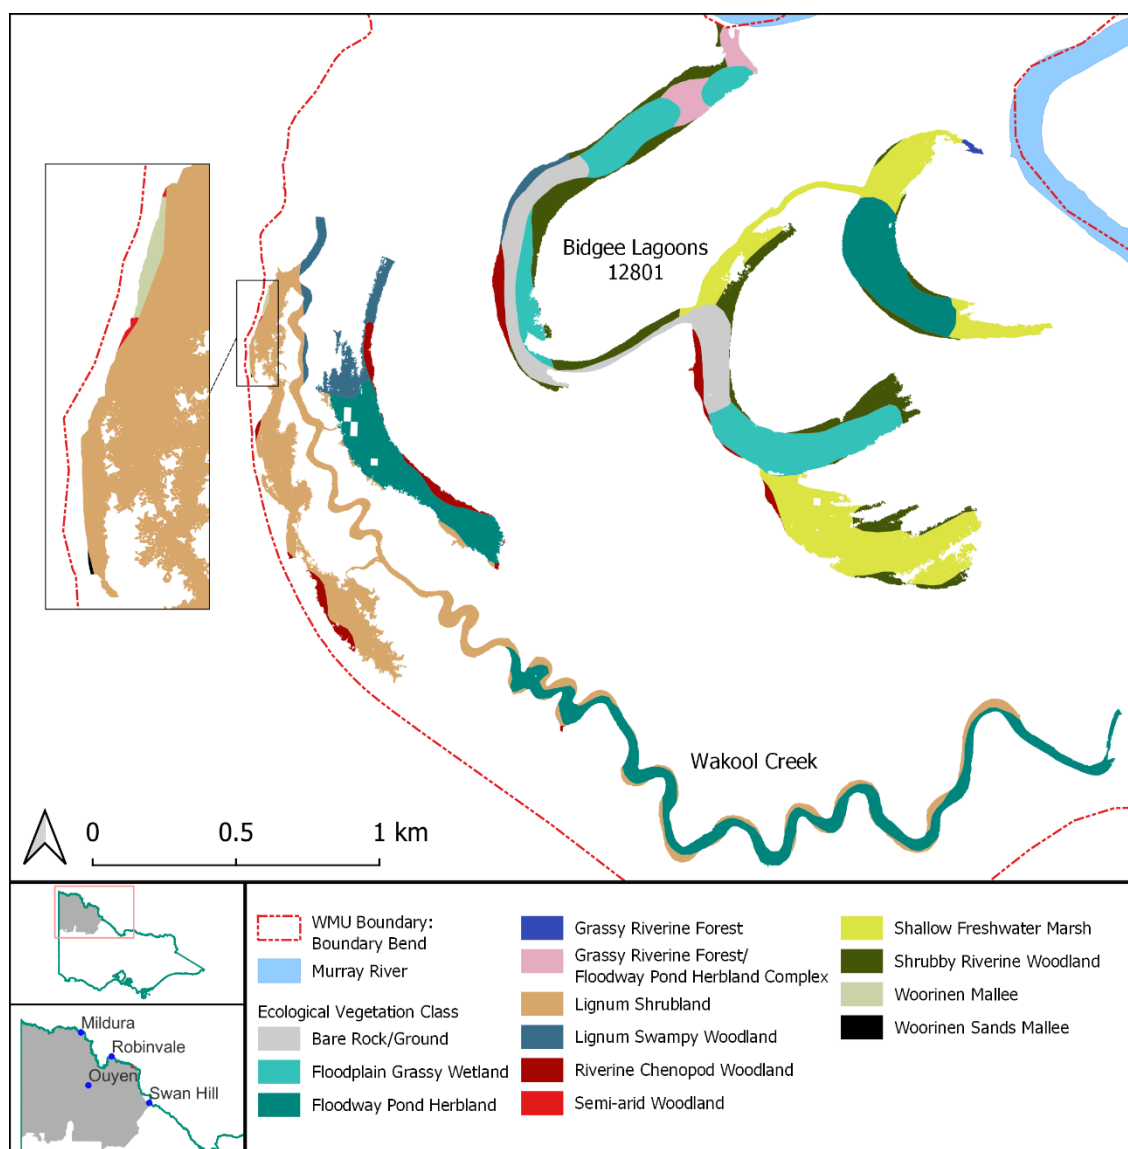 Bidgee Lagoons
12801
Wakool Creek
0 0.5 1 km
Mildura
Robinvale
Ouyen
Swan Hill
WMU Boundary:
Boundary Bend
Murray River
Ecological Vegetation Class
Bare Rock/Ground
Floodplain Grassy Wetland
Floodway Pond Herbland
Grassy Riverine Forest
Grassy Riverine Forest/
Floodway Pond Herbland Complex
Lignum Shrubland
Lignum Swampy Woodland
Riverine Chenopod Woodland
Semi-arid Woodland
Shallow Freshwater Marsh
Shrubby Riverine Woodland
Woorinen Mallee
Woorinen Sands Mallee